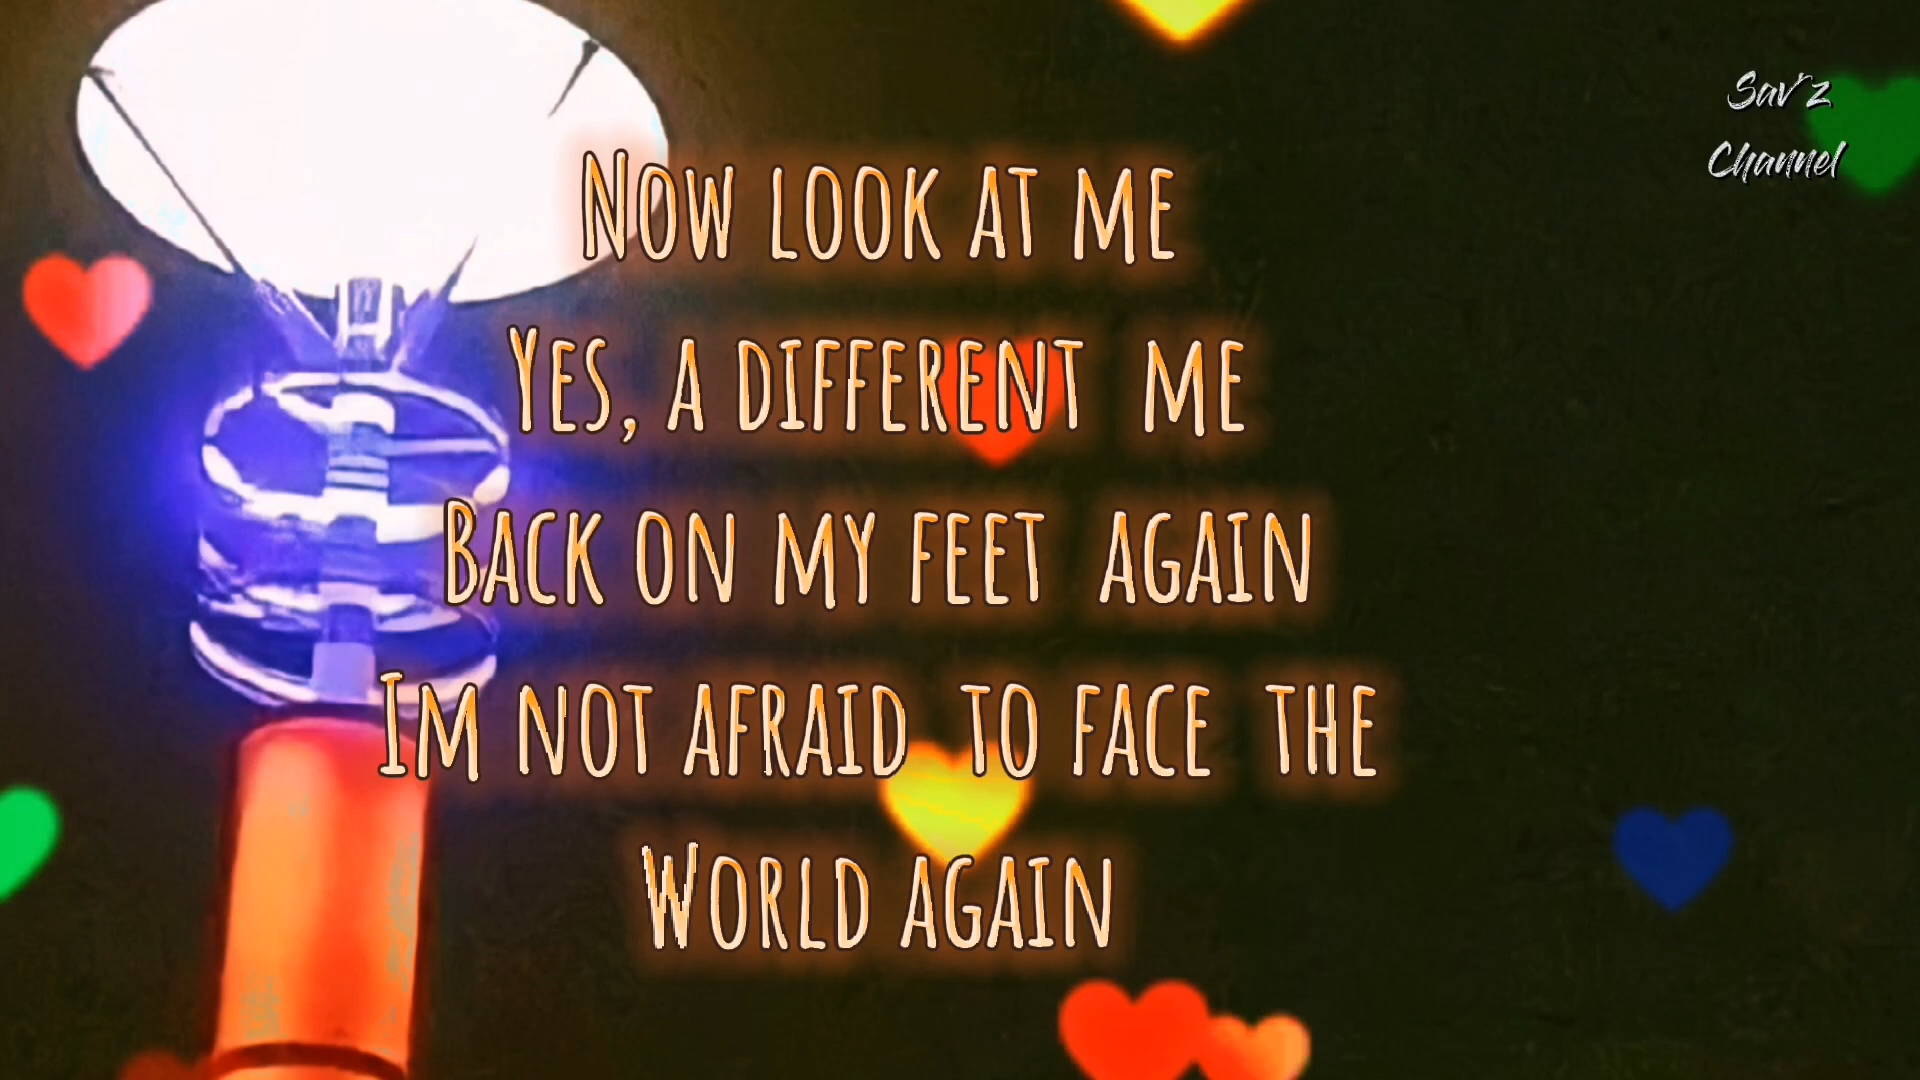 Sav'z
Channel
Now look at me
Yes, a different me
Back on my feet again
Im not afraid to face the
World again